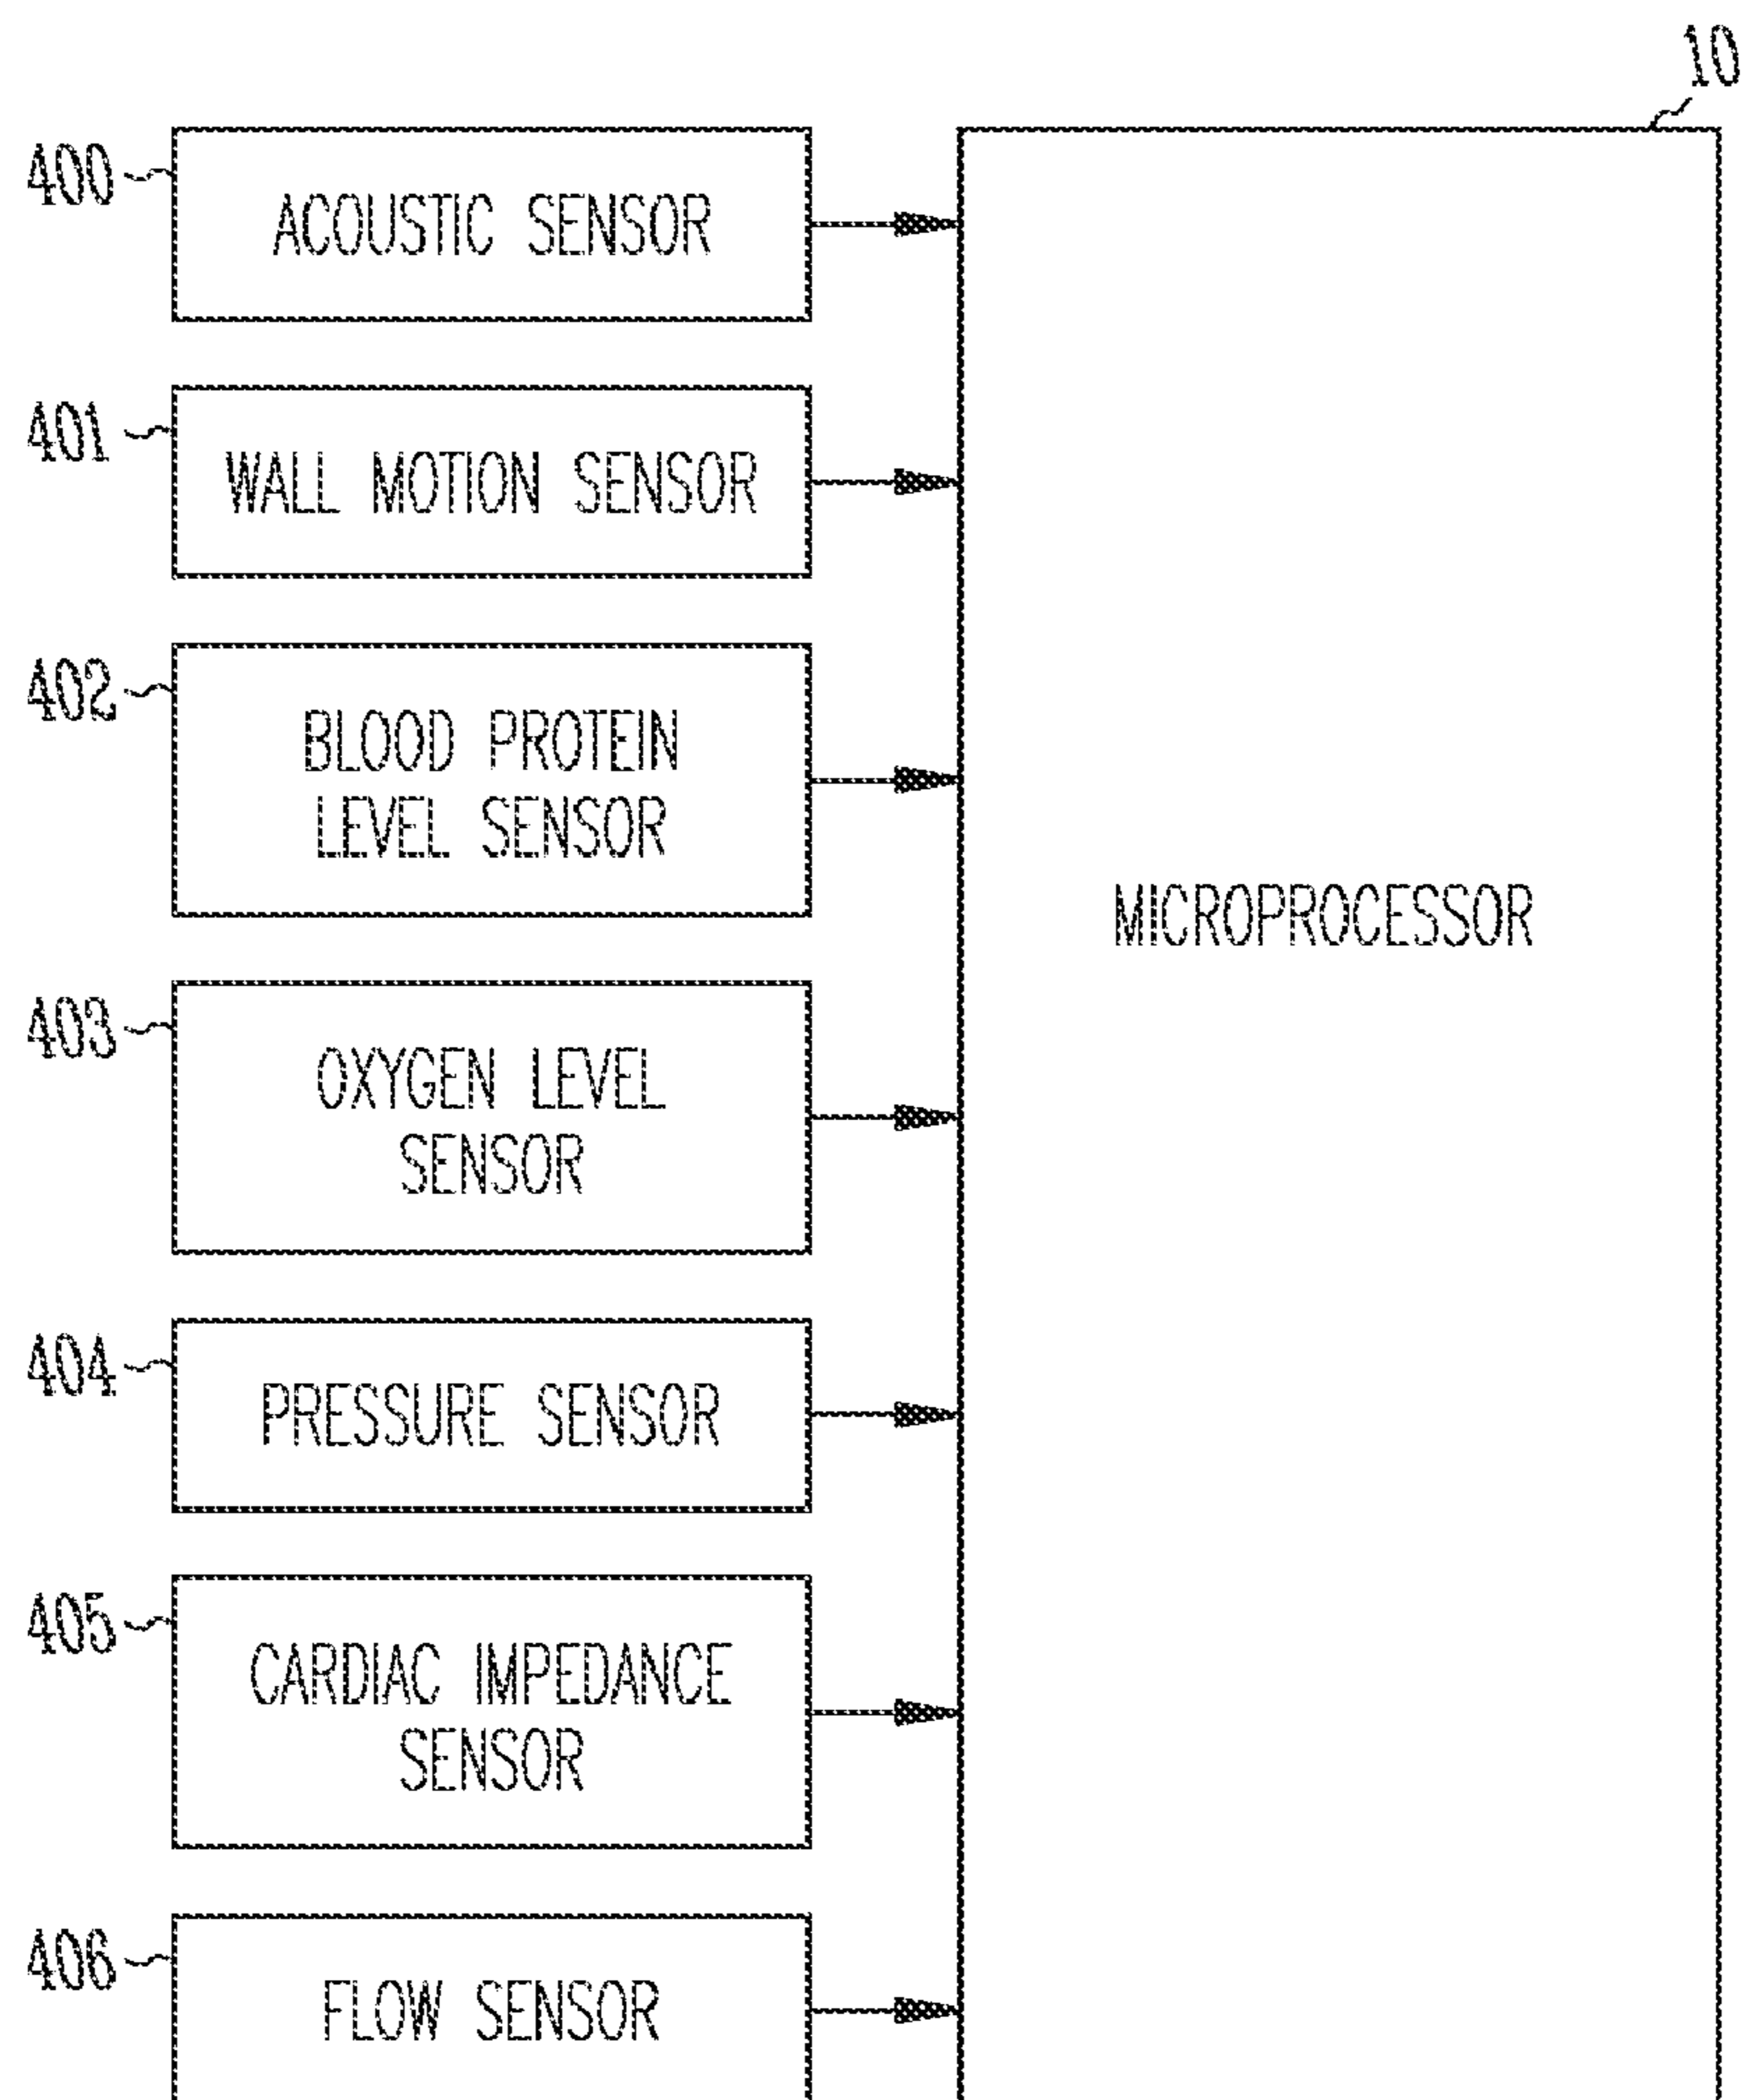 10
400
ACOUSTIC SENSOR
401
WALL MOTION SENSOR
402
BLOOD PROTEIN
LEVEL SENSOR
MICROPROCESSOR
403
OXYGEN LEVEL
SENSOR
404
PRESSURE SENSOR
405
CARDIAC IMPEDANCE
SENSOR
406
FLOW SENSOR